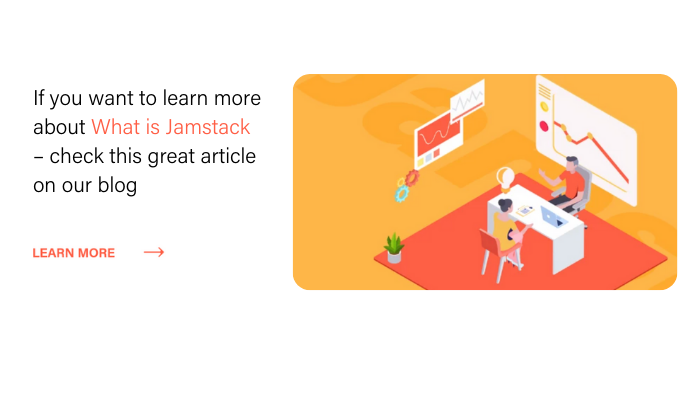 If you want to learn more
about What is Jamstack
– check this great article
on our blog
LEARN MORE